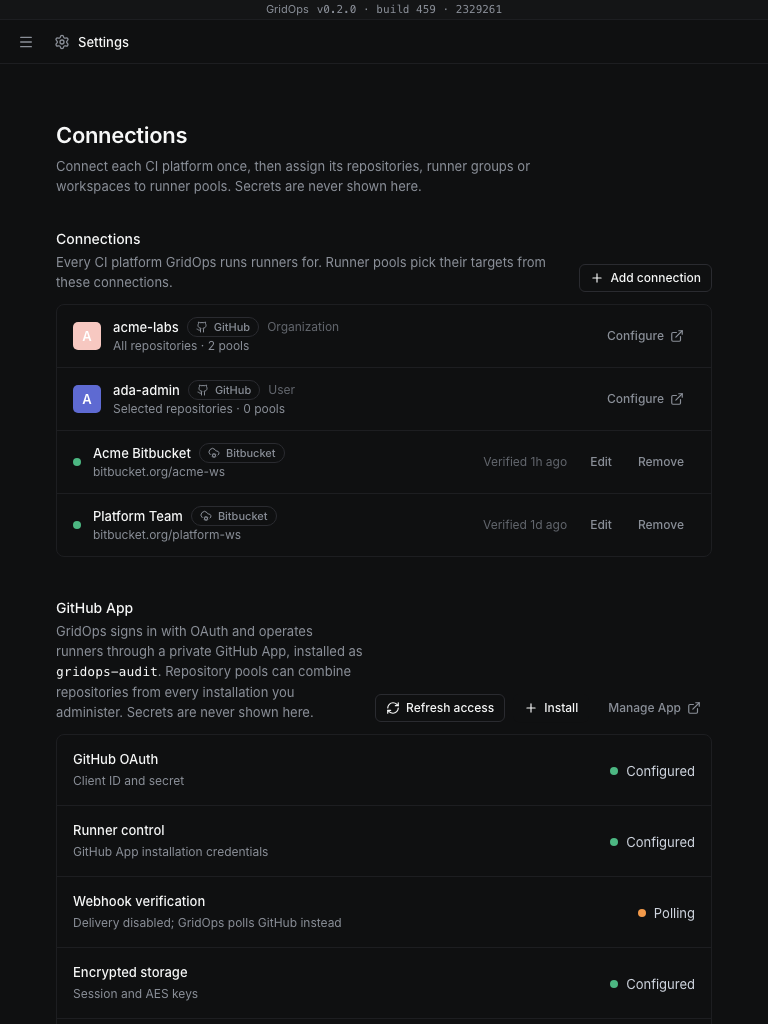 GridOps v0.2.0 · build 459 · 2329261
Settings
Connections
Connect each CI platform once, then assign its repositories, runner groups or
workspaces to runner pools. Secrets are never shown here.
Connections
Every CI platform GridOps runs runners for. Runner pools pick their targets from
these connections.
Add connection
A
acme-labs GitHub Organization
All repositories · 2 pools
Configure
A
ada-admin GitHub User
Selected repositories · 0 pools
Configure
Acme Bitbucket Bitbucket
bitbucket.org/acme-ws
Verified 1h ago Edit Remove
Platform Team Bitbucket
bitbucket.org/platform-ws
Verified 1d ago Edit Remove
GitHub App
GridOps signs in with OAuth and operates
runners through a private GitHub App, installed as
gridops-audit. Repository pools can combine
repositories from every installation you
administer. Secrets are never shown here.
Refresh access Install Manage App
GitHub OAuth
Client ID and secret
Configured
Runner control
GitHub App installation credentials
Configured
Webhook verification
Delivery disabled; GridOps polls GitHub instead
Polling
Encrypted storage
Session and AES keys
Configured